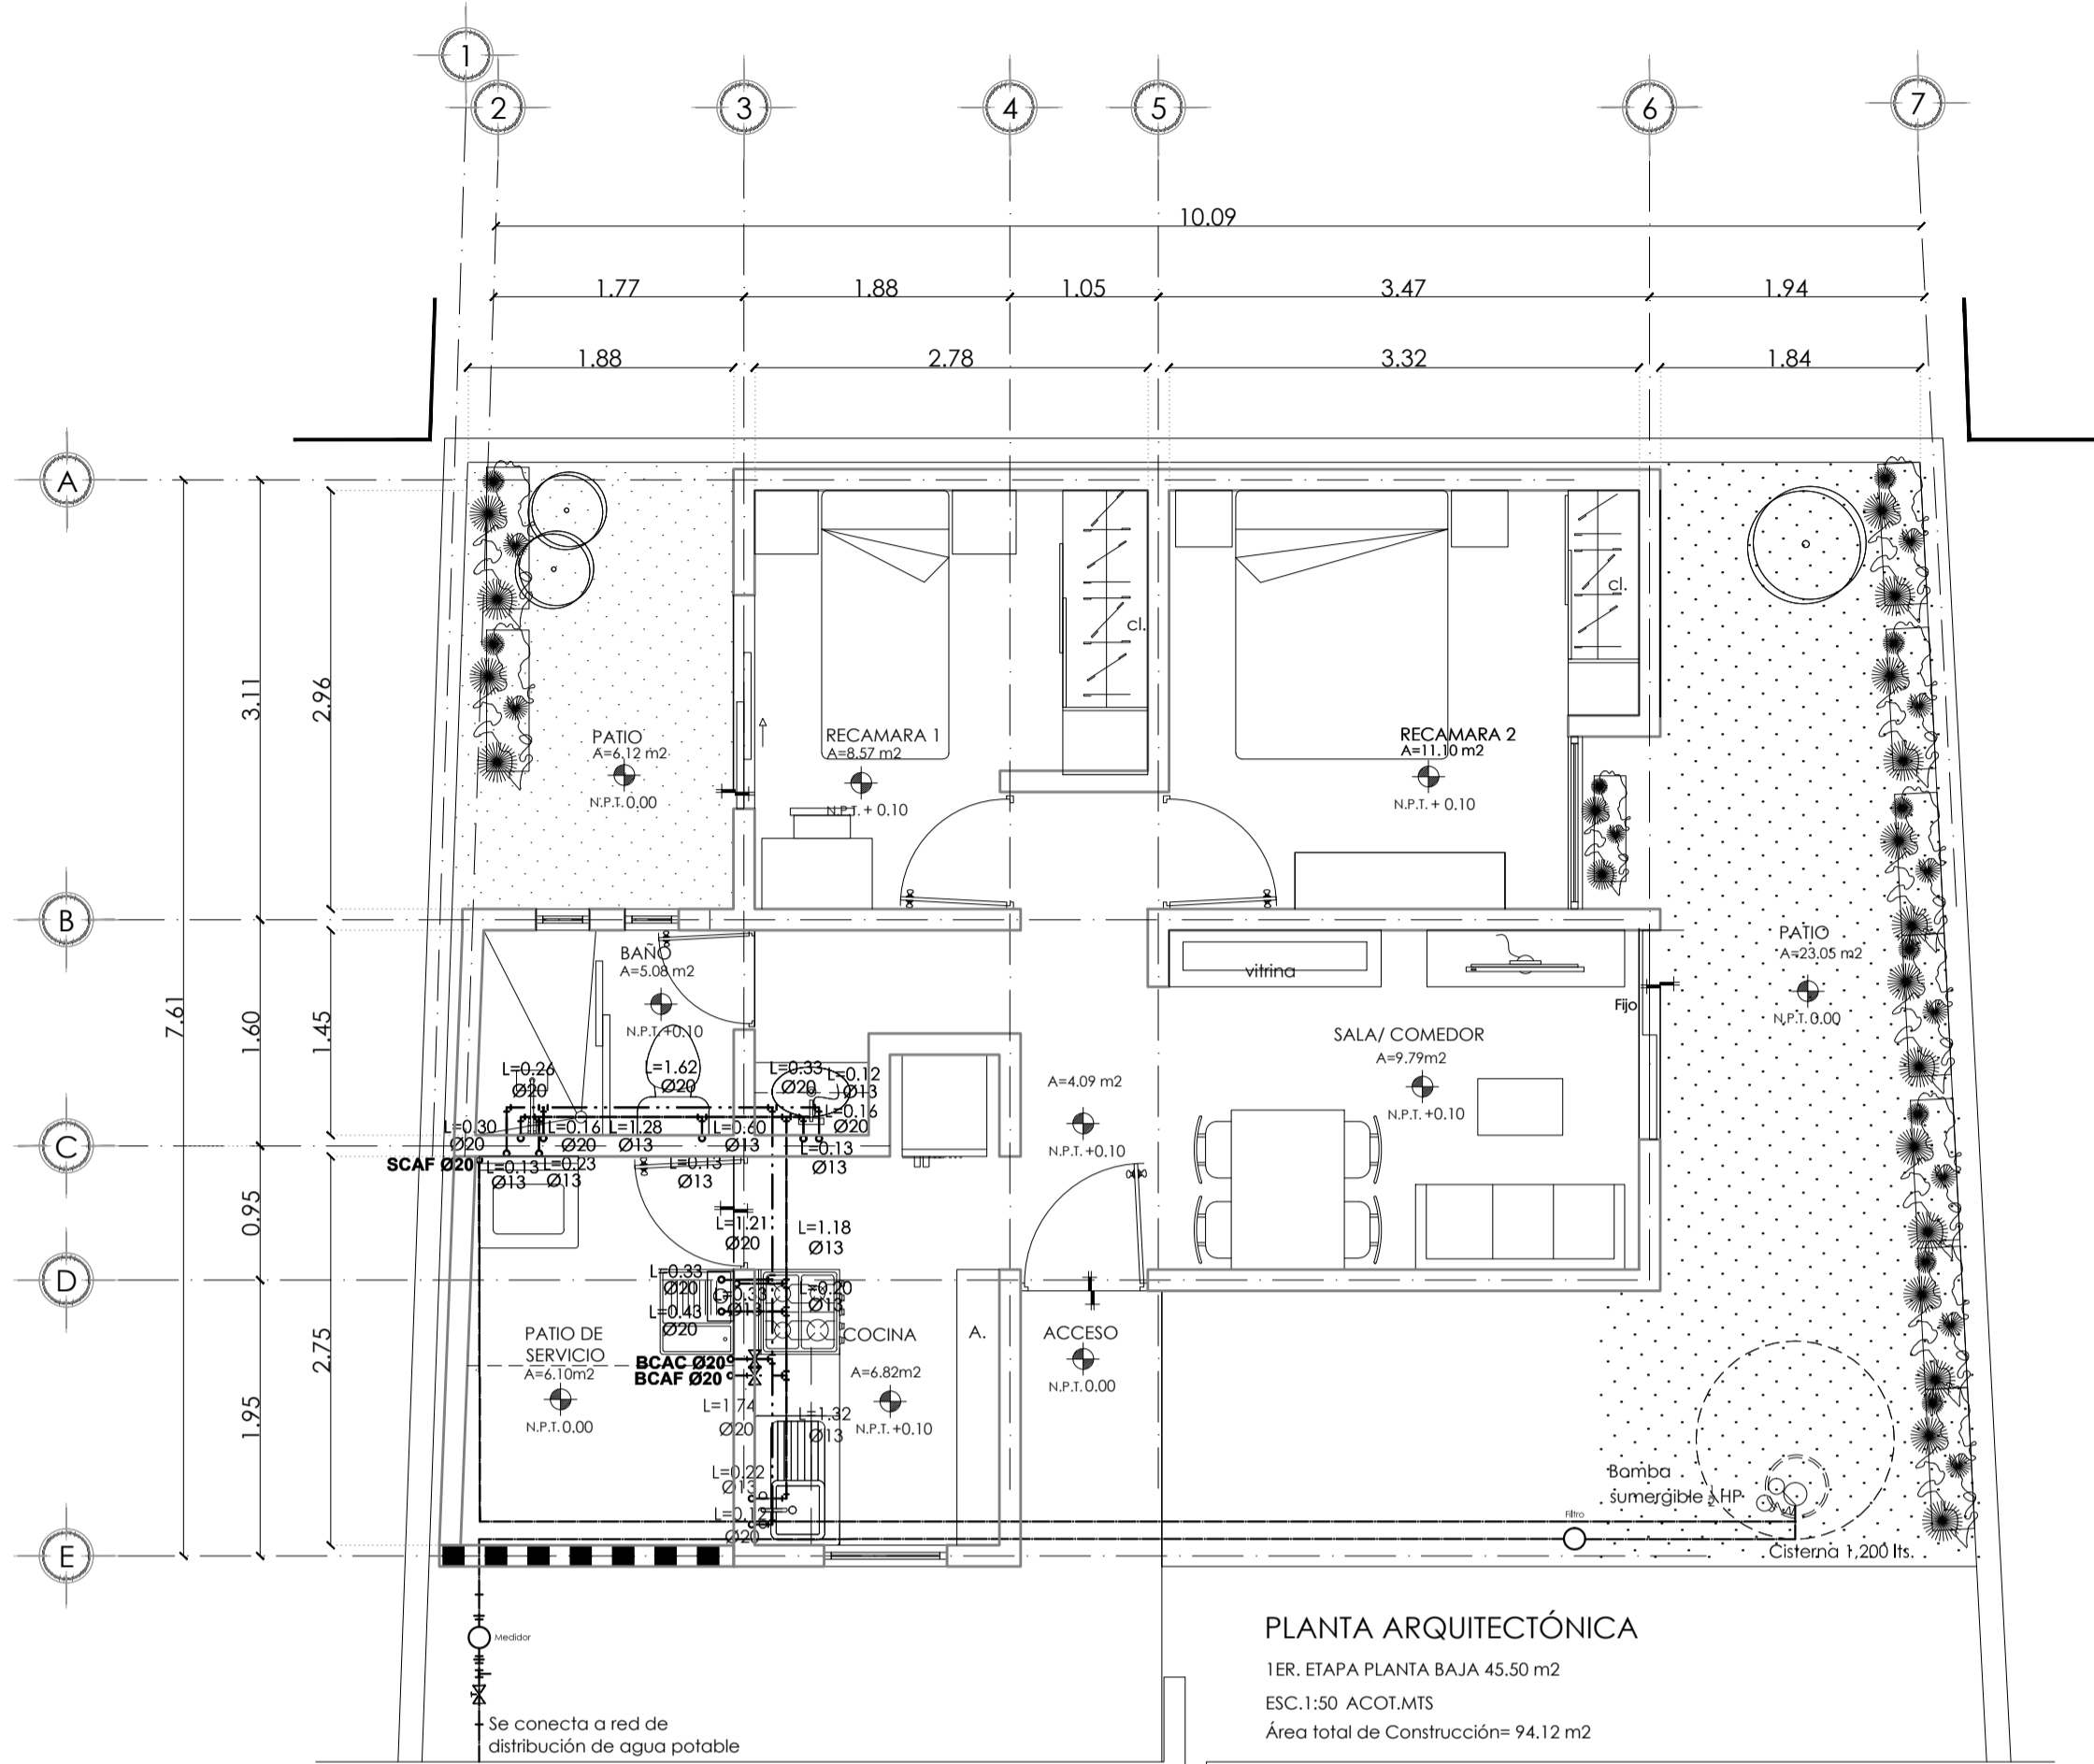 1
2
3
4
5
6
7
10.09
1.77
1.88
1.05
3.47
1.94
1.88
2.78
3.32
1.84
A
B
C
D
E
7.61
3.11
1.60
0.95
1.95
2.96
1.45
2.75
PATIO
A=6.12 m2
N.P.T. 0.00
RECAMARA 1
A=8.57 m2
N.P.T. + 0.10
cl.
RECAMARA 2
A=11.10 m2
N.P.T. + 0.10
cl.
PATIO
A=23.05 m2
N.P.T. 0.00
BAÑO
A=5.08 m2
N.P.T. +0.10
vitrina
Fijo
SALA/ COMEDOR
A=9.79m2
N.P.T. +0.10
A=4.09 m2
N.P.T. +0.10
L=0.26
Ø20
L=1.62
Ø20
L=0.33
Ø20
L=0.12
Ø13
L=0.16
Ø20
L=0.30
Ø20
L=0.16
Ø20
L=1.28
Ø13
L=0.60
Ø13
L=0.13
Ø13
SCAF Ø20
L=0.13
Ø13
L=0.23
Ø13
L=0.13
Ø13
L=1.21
Ø20
L=1.18
Ø13
L=0.33
Ø20
L=0.33
Ø13
L=0.20
Ø13
L=0.43
Ø20
PATIO DE
SERVICIO
A=6.10m2
N.P.T. 0.00
BCAC Ø20
BCAF Ø20
COCINA
A=6.82m2
N.P.T. +0.10
A.
ACCESO
N.P.T. 0.00
L=1.74
Ø20
L=1.32
Ø13
L=0.22
Ø13
Ø20
Bomba
sumergible HP
Filtro
Cisterna 1,200 lts.
Medidor
Se conecta a red de
distribución de agua potable
PLANTA ARQUITECTÓNICA
1ER. ETAPA PLANTA BAJA 45.50 m2
ESC.1:50 ACOT.MTS
Área total de Construcción= 94.12 m2